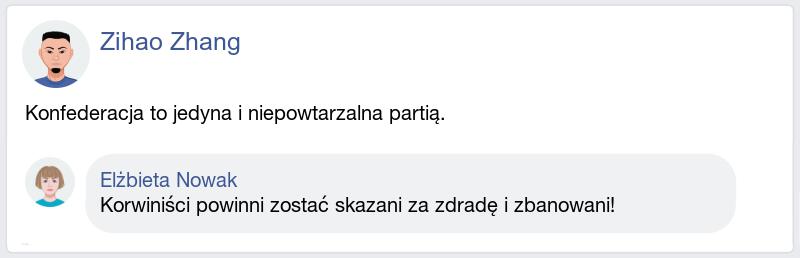 Zihao Zhang
Konfederacja to jedyna i niepowtarzalna partią.
Elżbieta Nowak
Korwiniści powinni zostać skazani za zdradę i zbanowani!